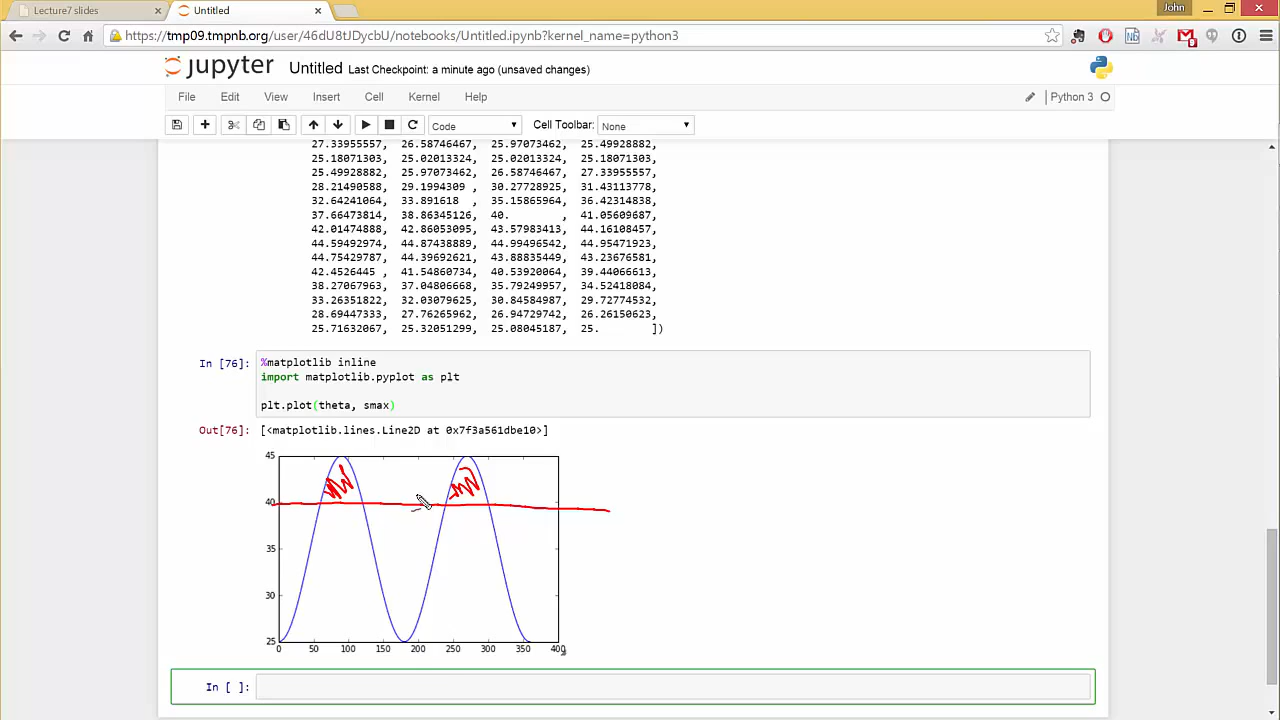 Lecture7 slides
Untitled
John
https://tmp09.tmpnb.org/user/46dU8tJDycbU/notebooks/Untitled.ipynb?kernel_name=python3
jupyter Untitled Last Checkpoint: a minute ago (unsaved changes)
File Edit View Insert Cell Kernel Help Python 3
Code Cell Toolbar: None
27.33955557, 26.58746467, 25.97073462, 25.49928882,
25.18071303, 25.02013324, 25.02013324, 25.18071303,
25.49928882, 25.97073462, 26.58746467, 27.33955557,
28.21490588, 29.1994309 , 30.27728925, 31.43113778,
32.64241064, 33.891618 , 35.15865964, 36.42314838,
37.66473814, 38.86345126, 40. , 41.05609687,
42.01474888, 42.86053095, 43.57983413, 44.16108457,
44.59492974, 44.87438889, 44.99496542, 44.95471923,
44.75429787, 44.39692621, 43.88835449, 43.23676581,
42.4526445 , 41.54860734, 40.53920064, 39.44066613,
38.27067963, 37.04806668, 35.79249957, 34.52418084,
33.26351822, 32.03079625, 30.84584987, 29.72774532,
28.69447333, 27.76265962, 26.94729742, 26.26150623,
25.71632067, 25.32051299, 25.08045187, 25. ])
In [76]: %matplotlib inline
import matplotlib.pyplot as plt
plt.plot(theta, smax)
Out[76]: [<matplotlib.lines.Line2D at 0x7f3a561dbe10>]
45
40
35
30
25
0 50 100 150 200 250 300 350 400
In [ ]: